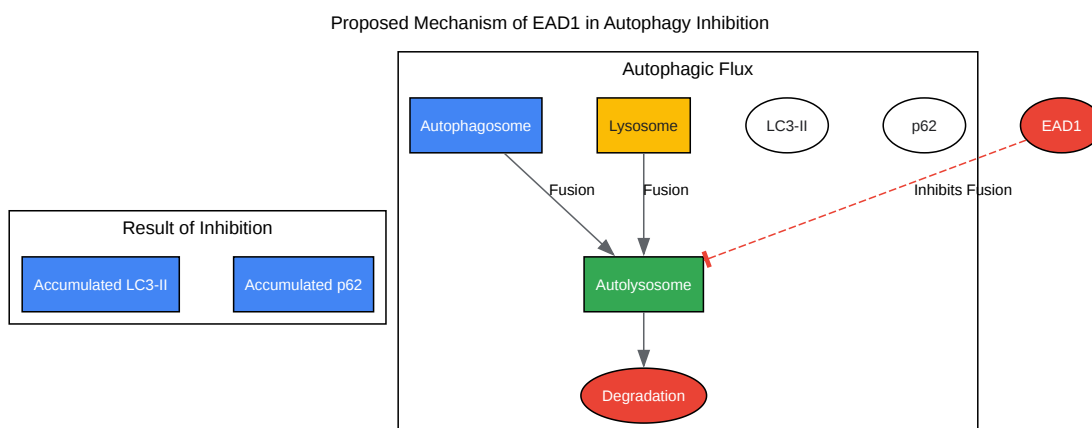 Proposed Mechanism of EAD1 in Autophagy Inhibition
Autophagic Flux
Autophagosome
Lysosome
LC3-II
p62
EAD1
Fusion
Fusion
Inhibits Fusion
Result of Inhibition
Accumulated LC3-II
Accumulated p62
Autolysosome
Degradation